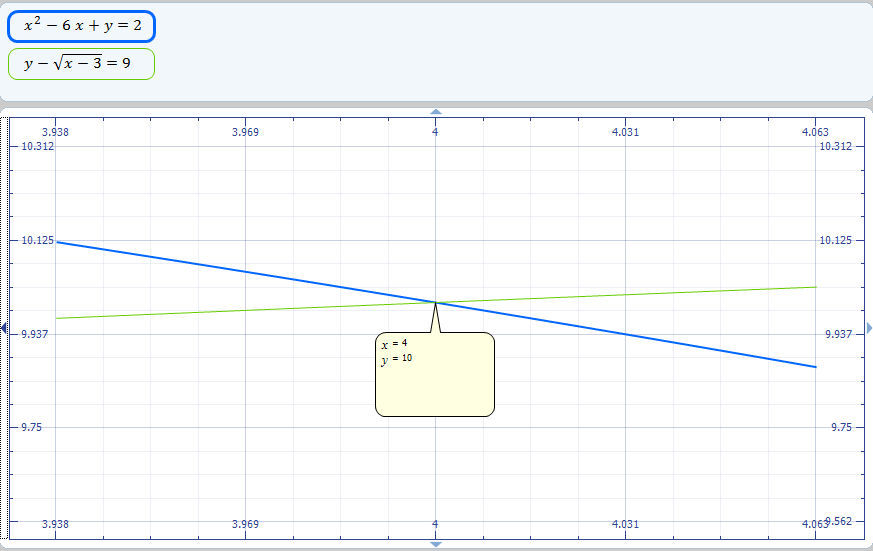 x² − 6 x + y = 2
y − √(x − 3) = 9
3.938 3.969 4 4.031 4.063
10.312 10.312
10.125 10.125
9.937 9.937
x = 4
y = 10
9.75 9.75
9.562
3.938 3.969 4 4.031 4.063